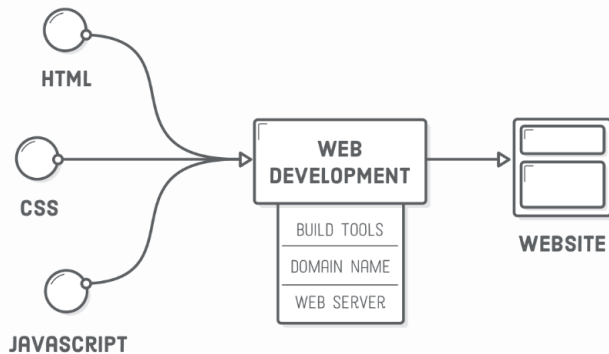 HTML
CSS
JAVASCRIPT
WEB
DEVELOPMENT
BUILD TOOLS
DOMAIN NAME
WEB SERVER
WEBSITE